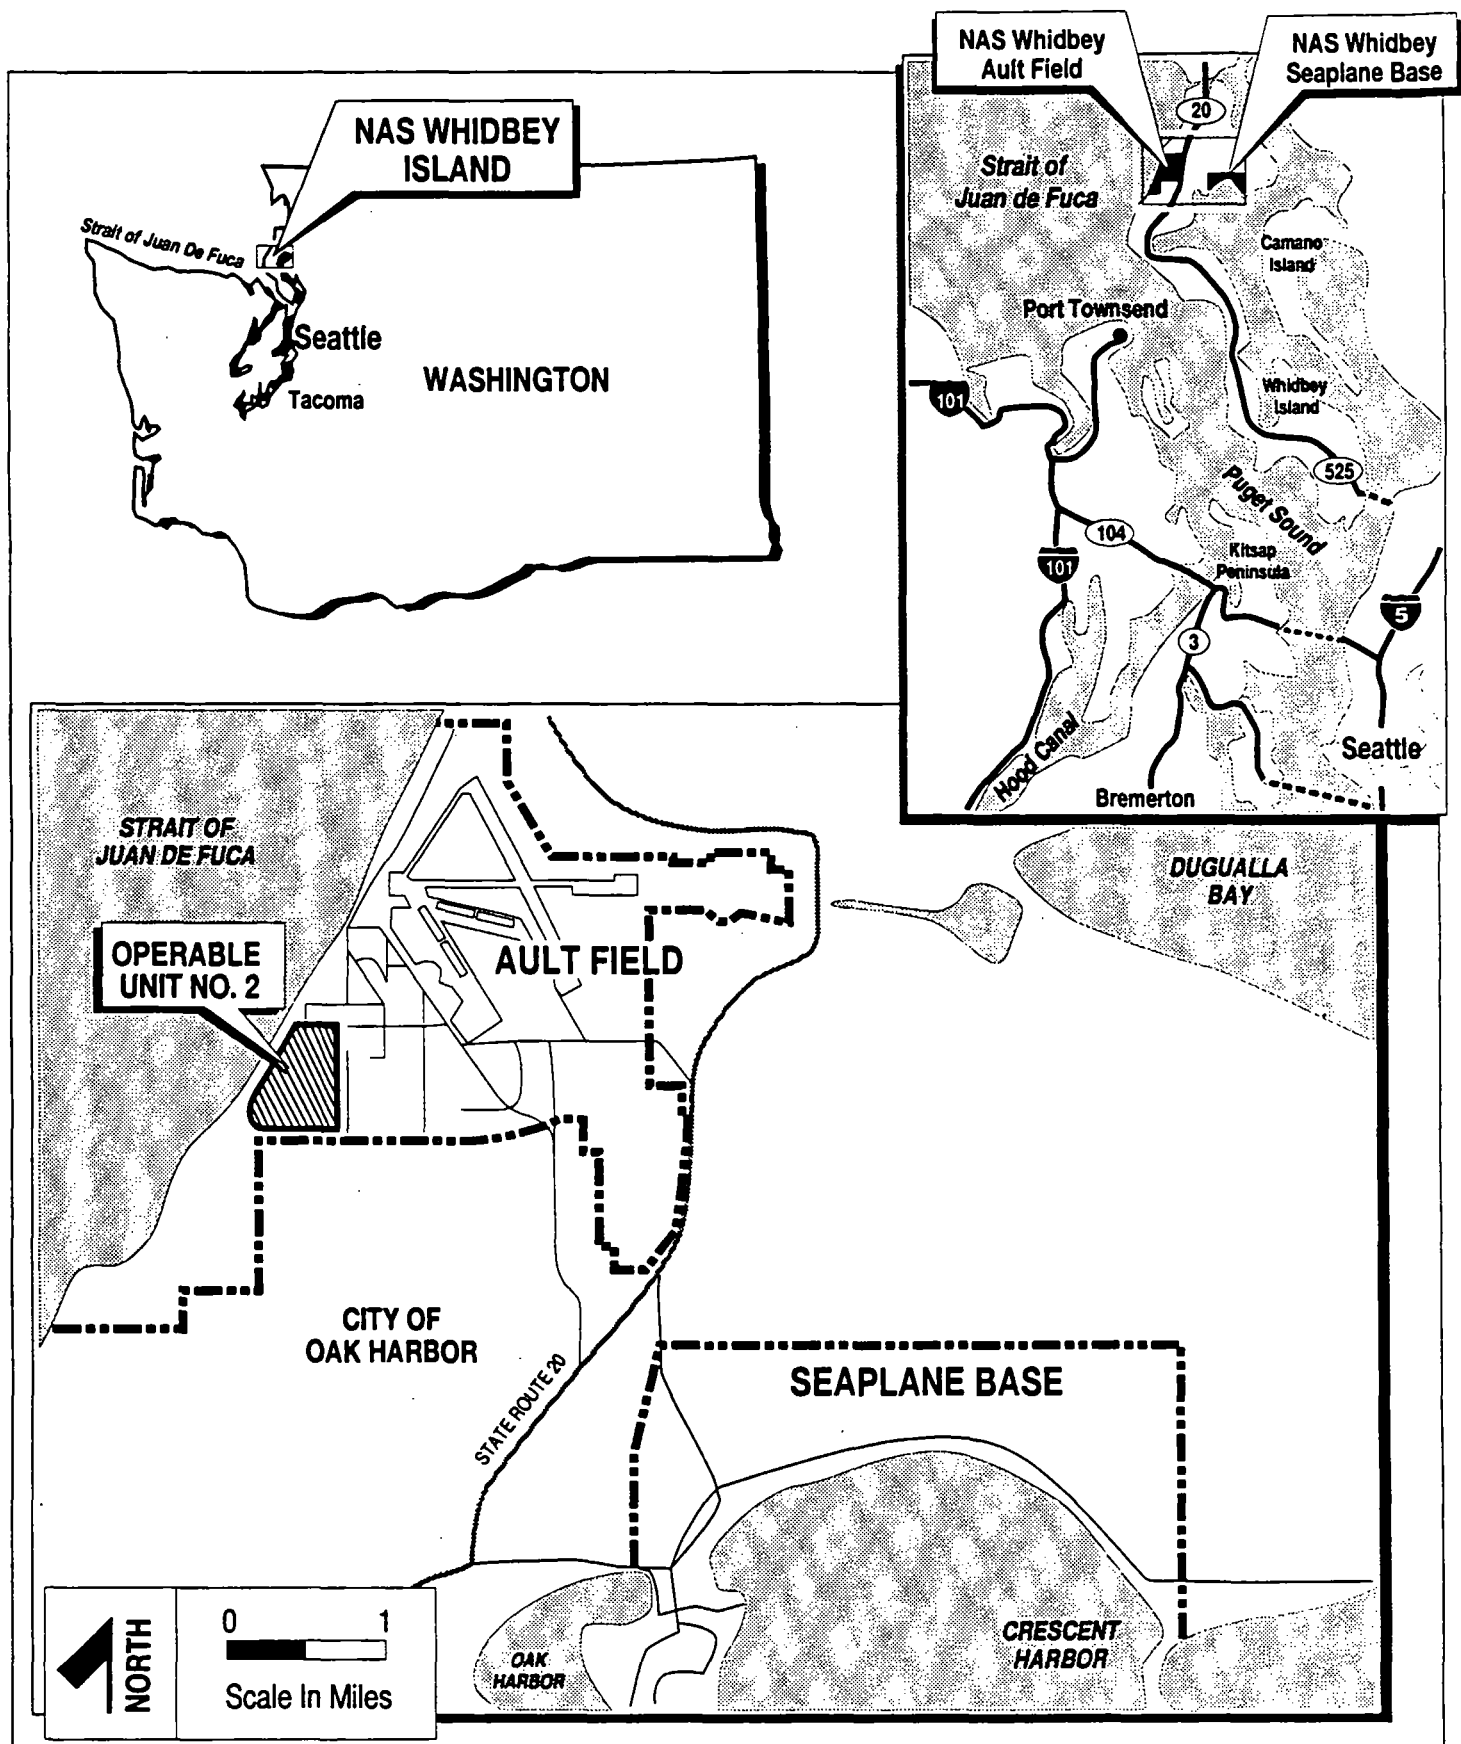 NAS Whidbey
Ault Field
NAS Whidbey
Seaplane Base
NAS WHIDBEY
ISLAND
Strait of Juan De Fuca
Seattle
Tacoma
WASHINGTON
20
Strait of
Juan de Fuca
Camano
Island
Port Townsend
101
Whidbey
Island
525
Puget Sound
104
Kitsap
Peninsula
101
5
3
Hood Canal
Seattle
Bremerton
STRAIT OF
JUAN DE FUCA
DUGUALLA
BAY
OPERABLE
UNIT NO. 2
AULT FIELD
CITY OF
OAK HARBOR
STATE ROUTE 20
SEAPLANE BASE
CRESCENT
HARBOR
OAK
HARBOR
NORTH
0 1
Scale In Miles